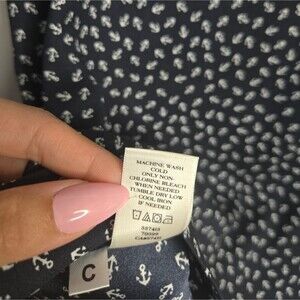 MACHINE WASH
COLD
ONLY NON-
CHLORINE BLEACH
WHEN NEEDED
TUMBLE DRY LOW
COOL IRON
IF NEEDED
C